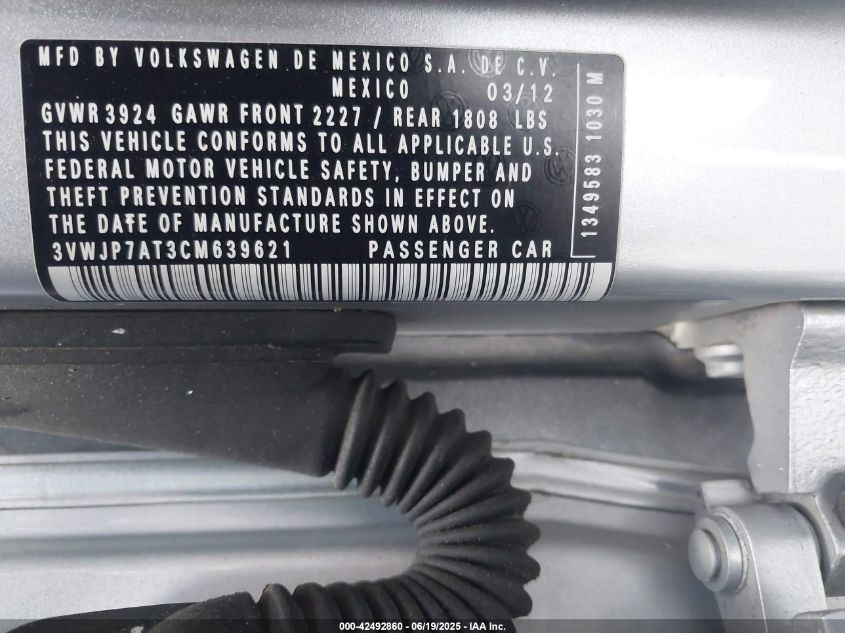 MFD BY VOLKSWAGEN DE MEXICO S.A. DE C.V.
MEXICO 03/12
GVWR 3924 GAWR FRONT 2227 / REAR 1808 LBS
THIS VEHICLE CONFORMS TO ALL APPLICABLE U.S.
FEDERAL MOTOR VEHICLE SAFETY, BUMPER AND
THEFT PREVENTION STANDARDS IN EFFECT ON
THE DATE OF MANUFACTURE SHOWN ABOVE.
3VWJP7AT3CM639621 PASSENGER CAR
1349583 1030 M
000-42492860 - 06/19/2025 - IAA Inc.